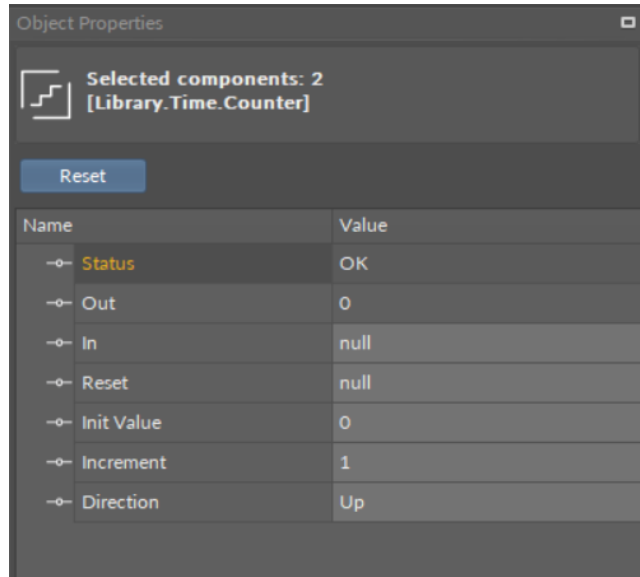 Object Properties
Selected components: 2
[Library.Time.Counter]
Reset
Name Value
Status OK
Out 0
In null
Reset null
Init Value 0
Increment 1
Direction Up